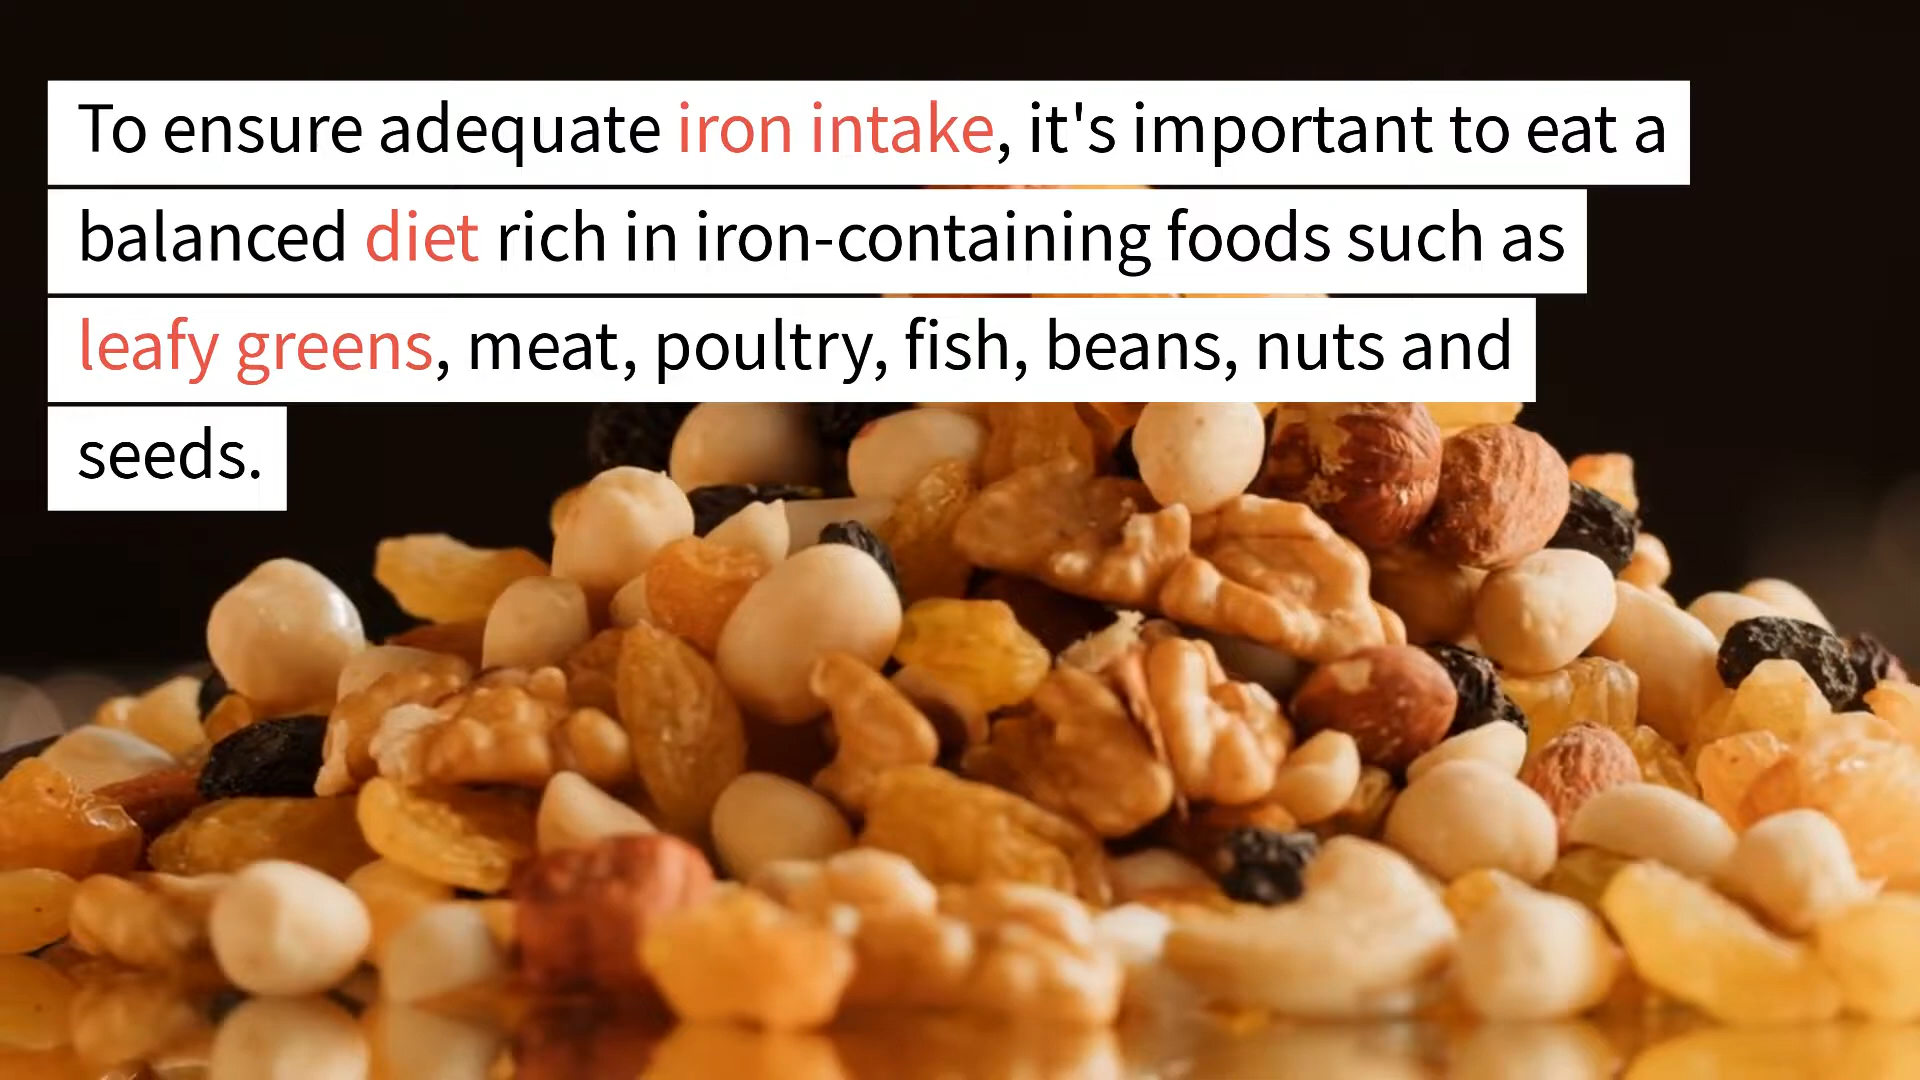 To ensure adequate iron intake, it's important to eat a
balanced diet rich in iron-containing foods such as
leafy greens, meat, poultry, fish, beans, nuts and
seeds.